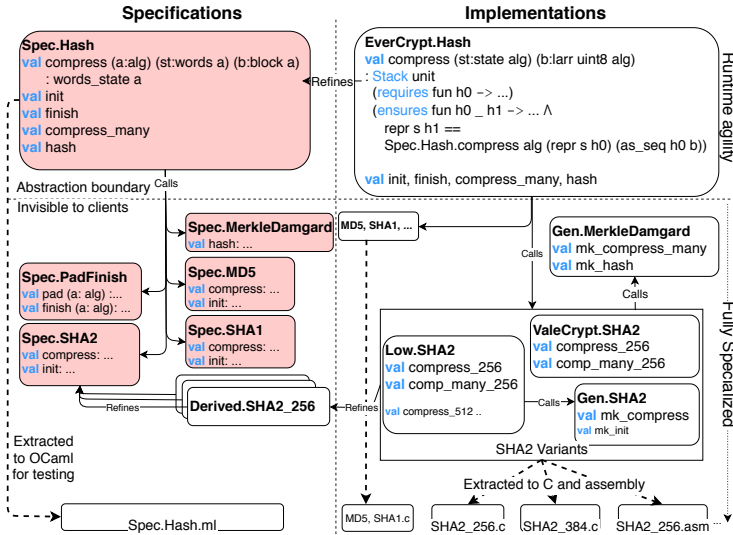 Specifications
Implementations
Spec.Hash
val compress (a:alg) (st:words a) (b:block a)
: words_state a
val init
val finish
val compress_many
val hash
Refines
EverCrypt.Hash
val compress (st:state alg) (b:larr uint8 alg)
: Stack unit
(requires fun h0 -> ...)
(ensures fun h0 _ h1 -> ... Λ
repr s h1 ==
Spec.Hash.compress alg (repr s h0) (as_seq h0 b))
val init, finish, compress_many, hash
Runtime agility
Abstraction boundary
Calls
Invisible to clients
Spec.MerkleDamgard
val hash: ...
Spec.PadFinish
val pad (a: alg) :...
val finish (a: alg): ...
Spec.MD5
val compress: ...
val init: ...
Spec.SHA2
val compress: ...
val init: ...
Spec.SHA1
val compress: ...
val init: ...
Refines
Derived.SHA2_256
Refines
MD5, SHA1, ...
Calls
Gen.MerkleDamgard
val mk_compress_many
val mk_hash
Calls
Low.SHA2
val compress_256
val comp_many_256
val compress_512 ..
ValeCrypt.SHA2
val compress_256
val comp_many_256
Calls
Gen.SHA2
val mk_compress
val mk_init
SHA2 Variants
Fully Specialized
Extracted
to OCaml
for testing
Extracted to C and assembly
Spec.Hash.ml
MD5, SHA1.c
SHA2_256.c
SHA2_384.c
SHA2_256.asm
...